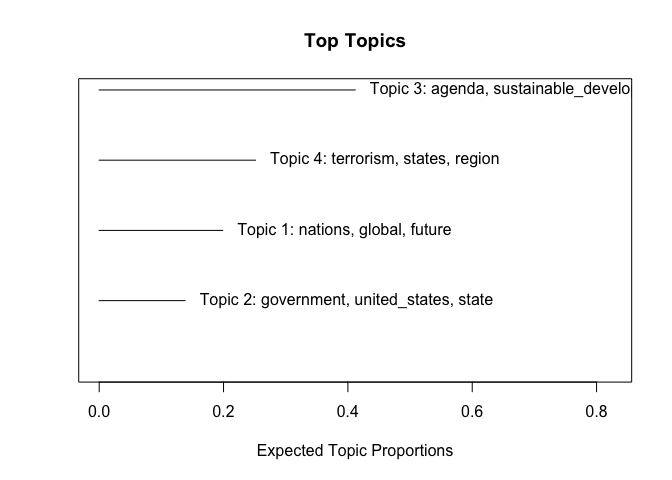 Top Topics
Topic 3: agenda, sustainable_develo
Topic 4: terrorism, states, region
Topic 1: nations, global, future
Topic 2: government, united_states, state
0.0 0.2 0.4 0.6 0.8
Expected Topic Proportions